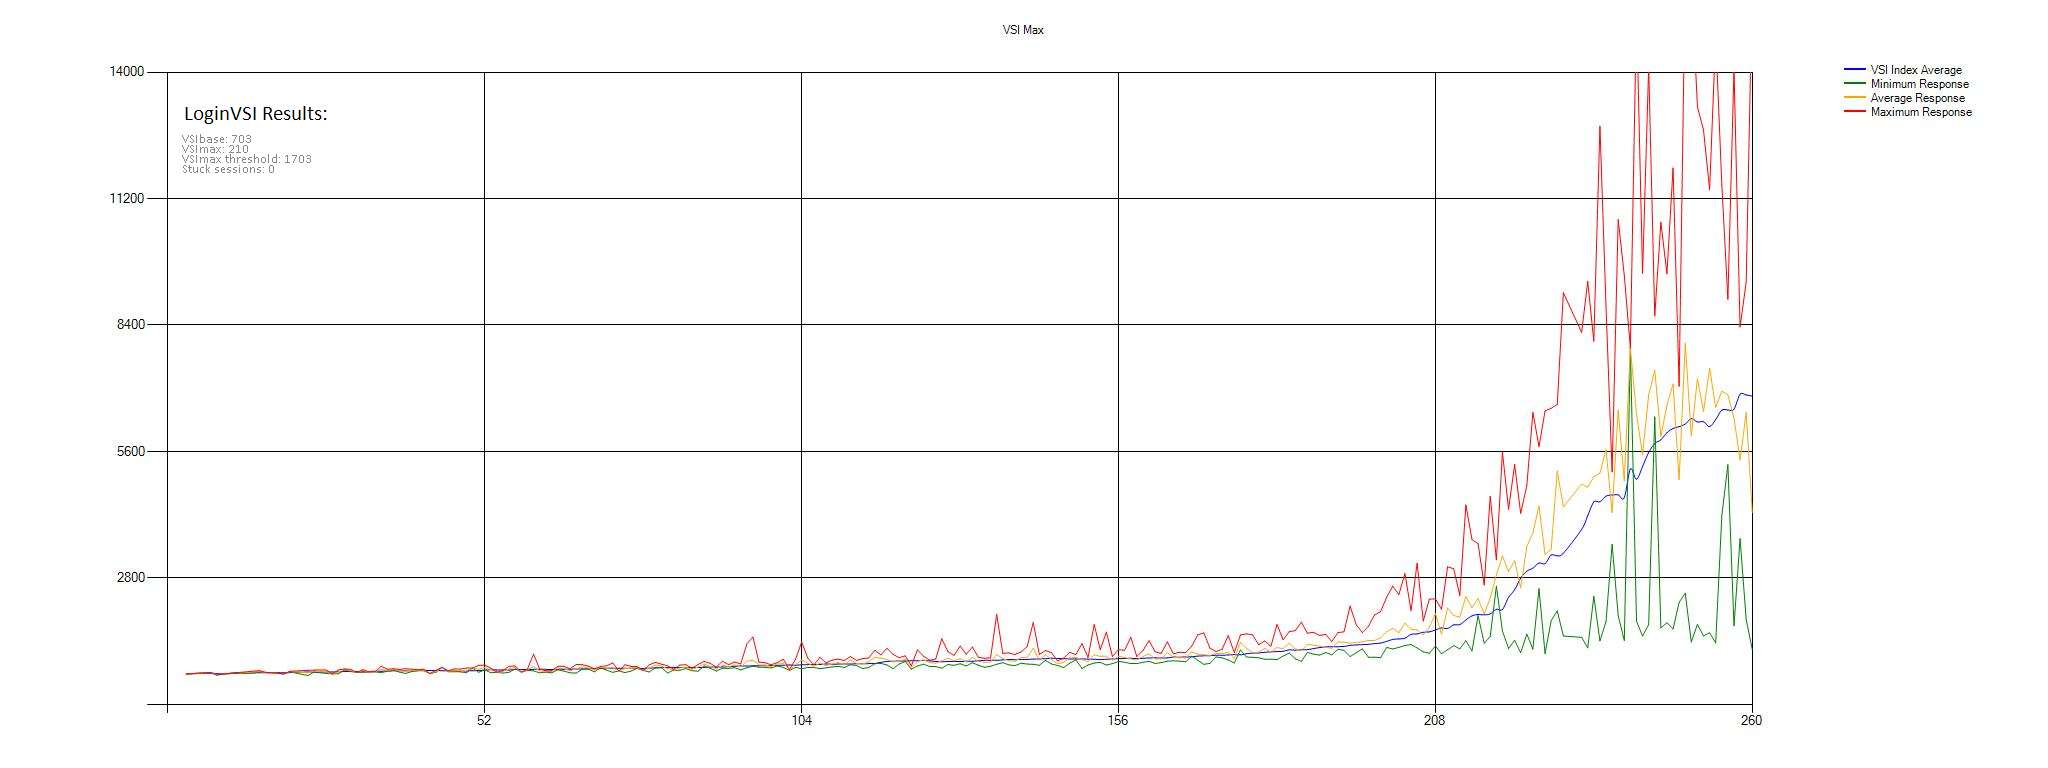 VSI Max
14000
11200
8400
5600
2800
LoginVSI Results:
VSIbase: 703
VSImax: 210
VSImax threshold: 1703
Stuck sessions: 0
VSI Index Average
Minimum Response
Average Response
Maximum Response
52
104
156
208
260